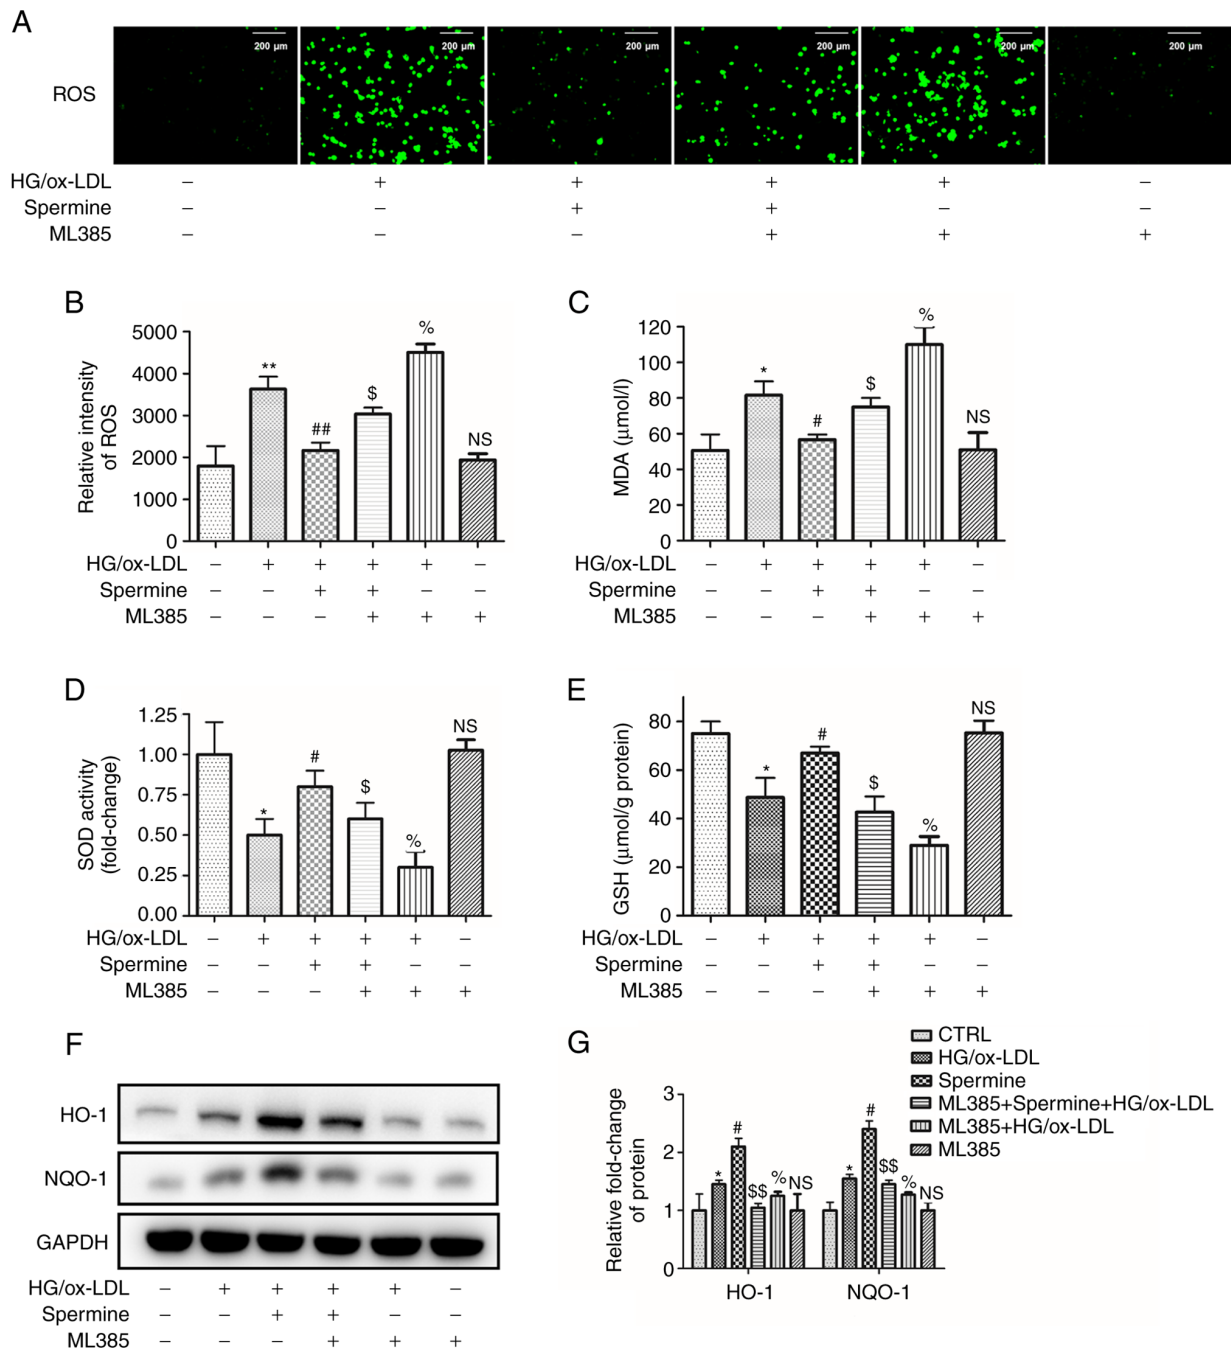 A
200 µm 200 µm 200 µm 200 µm 200 µm 200 µm
ROS
HG/ox-LDL − + + + + −
Spermine − − + + − −
ML385 − − − + + +
B
Relative intensity
of ROS
5000
4000
3000
2000
1000
0
** ## $ % NS
HG/ox-LDL − + + + + −
Spermine − − + + − −
ML385 − − − + + +
C
MDA (µmol/l)
120
100
80
60
40
20
0
* # $ % NS
HG/ox-LDL − + + + + −
Spermine − − + + − −
ML385 − − − + + +
D
SOD activity
(fold-change)
1.25
1.00
0.75
0.50
0.25
0.00
* # $ % NS
HG/ox-LDL − + + + + −
Spermine − − + + − −
ML385 − − − + + +
E
GSH (µmol/g protein)
80
60
40
20
0
* # $ % NS
HG/ox-LDL − + + + + −
Spermine − − + + − −
ML385 − − − + + +
F
HO-1
NQO-1
GAPDH
HG/ox-LDL − + + + + −
Spermine − − + + − −
ML385 − − − + + +
G
CTRL
HG/ox-LDL
Spermine
ML385+Spermine+HG/ox-LDL
ML385+HG/ox-LDL
ML385
Relative fold-change
of protein
3
2
1
0
* # $$ % NS * # $$ % NS
HO-1 NQO-1